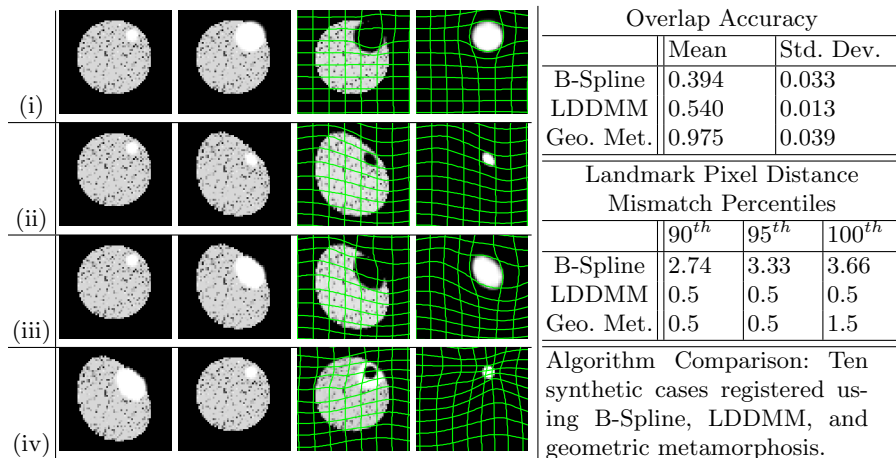 (i)
(ii)
(iii)
(iv)
Overlap Accuracy
Mean Std. Dev.
B-Spline 0.394 0.033
LDDMM 0.540 0.013
Geo. Met. 0.975 0.039
Landmark Pixel Distance
Mismatch Percentiles
90th 95th 100th
B-Spline 2.74 3.33 3.66
LDDMM 0.5 0.5 0.5
Geo. Met. 0.5 0.5 1.5
Algorithm Comparison: Ten
synthetic cases registered us-
ing B-Spline, LDDMM, and
geometric metamorphosis.